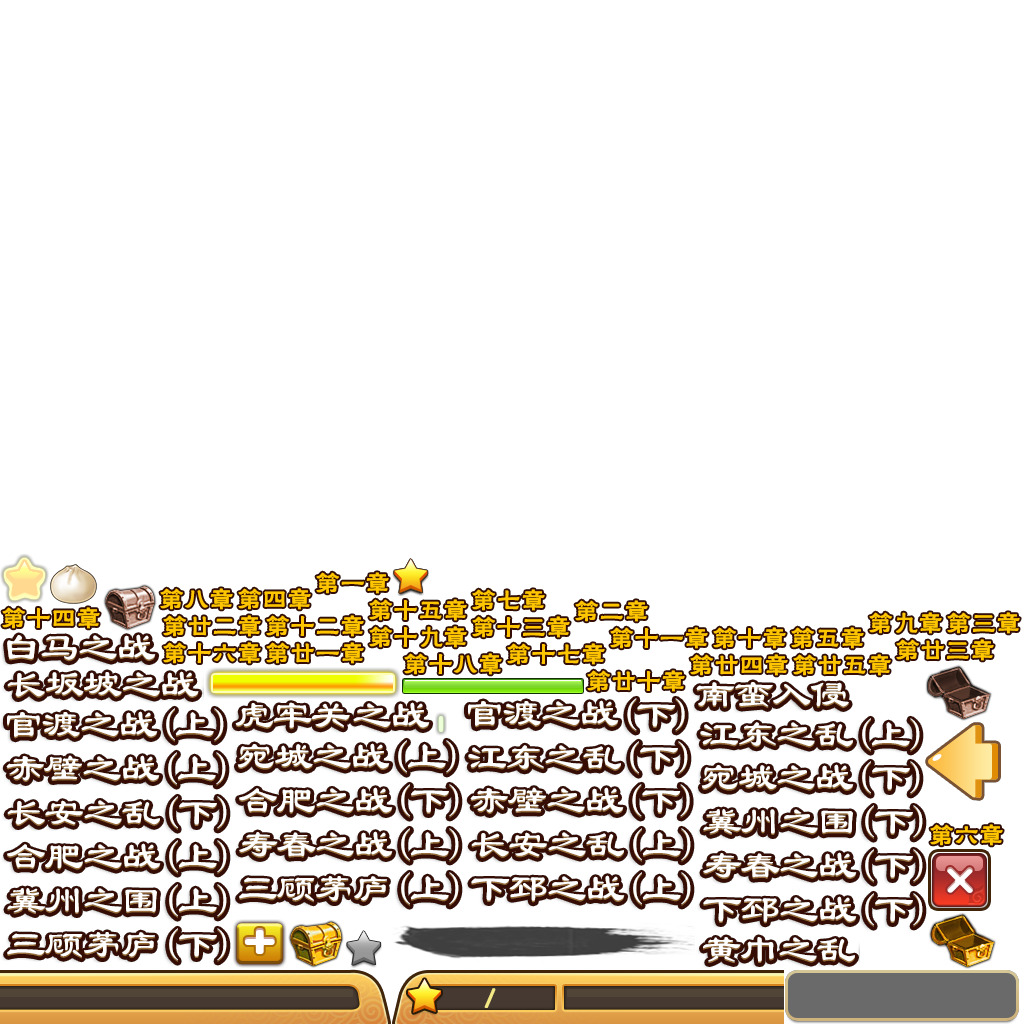 第一章
第八章
第四章
第七章
第十四章
第十五章
第二章
第廿二章
第十二章
第十三章
第九章
第三章
第十九章
第十一章
第十章
第五章
第十六章
第廿一章
第十七章
第廿三章
第十八章
第廿四章
第廿五章
第廿十章
白马之战
长坂坡之战
南蛮入侵
官渡之战(上)
虎牢关之战
官渡之战(下)
江东之乱(上)
赤壁之战(上)
宛城之战(上)
江东之乱(下)
宛城之战(下)
长安之乱(下)
合肥之战(下)
赤壁之战(下)
冀州之围(下)
第六章
合肥之战(上)
寿春之战(上)
长安之乱(上)
寿春之战(下)
冀州之围(上)
三顾茅庐(上)
下邳之战(上)
下邳之战(下)
三顾茅庐(下)
黄巾之乱
/